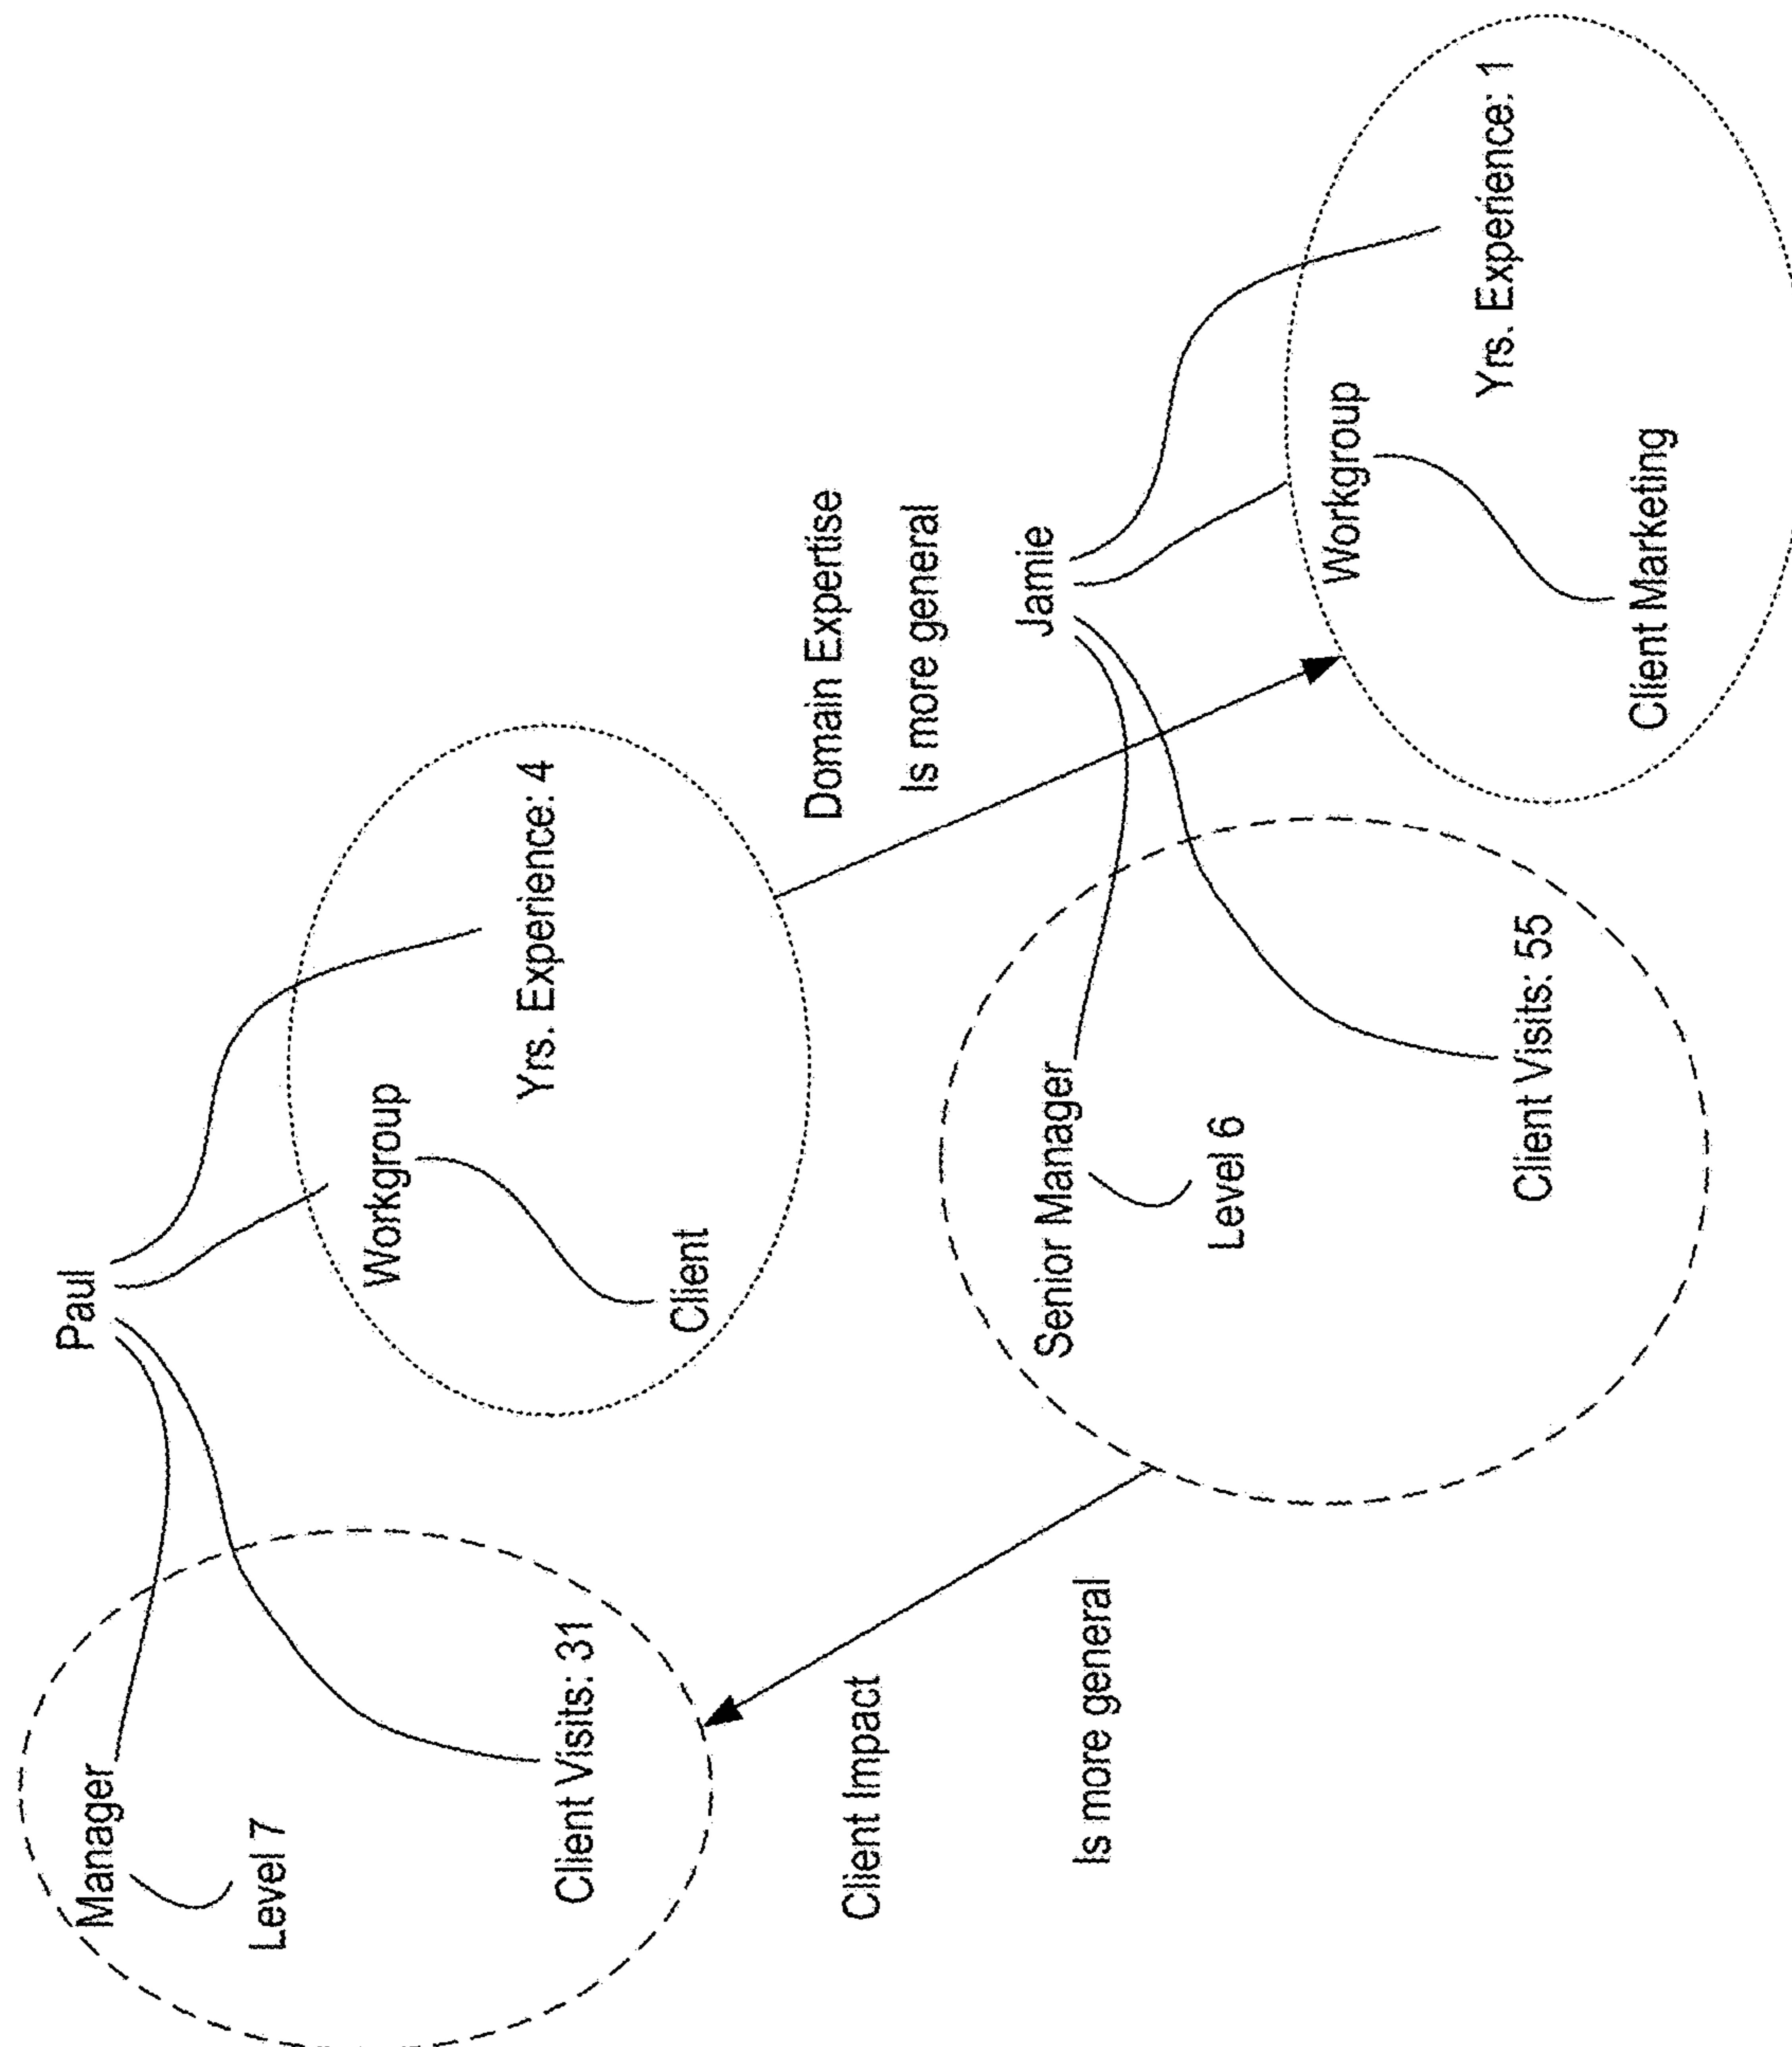 Paul
Manager
Level 7
Client Visits: 31
Workgroup
Client
Yrs. Experience: 4
Client Impact
Is more general
Domain Expertise
Is more general
Jamie
Senior Manager
Level 6
Client Visits: 55
Workgroup
Client Marketing
Yrs. Experience: 1